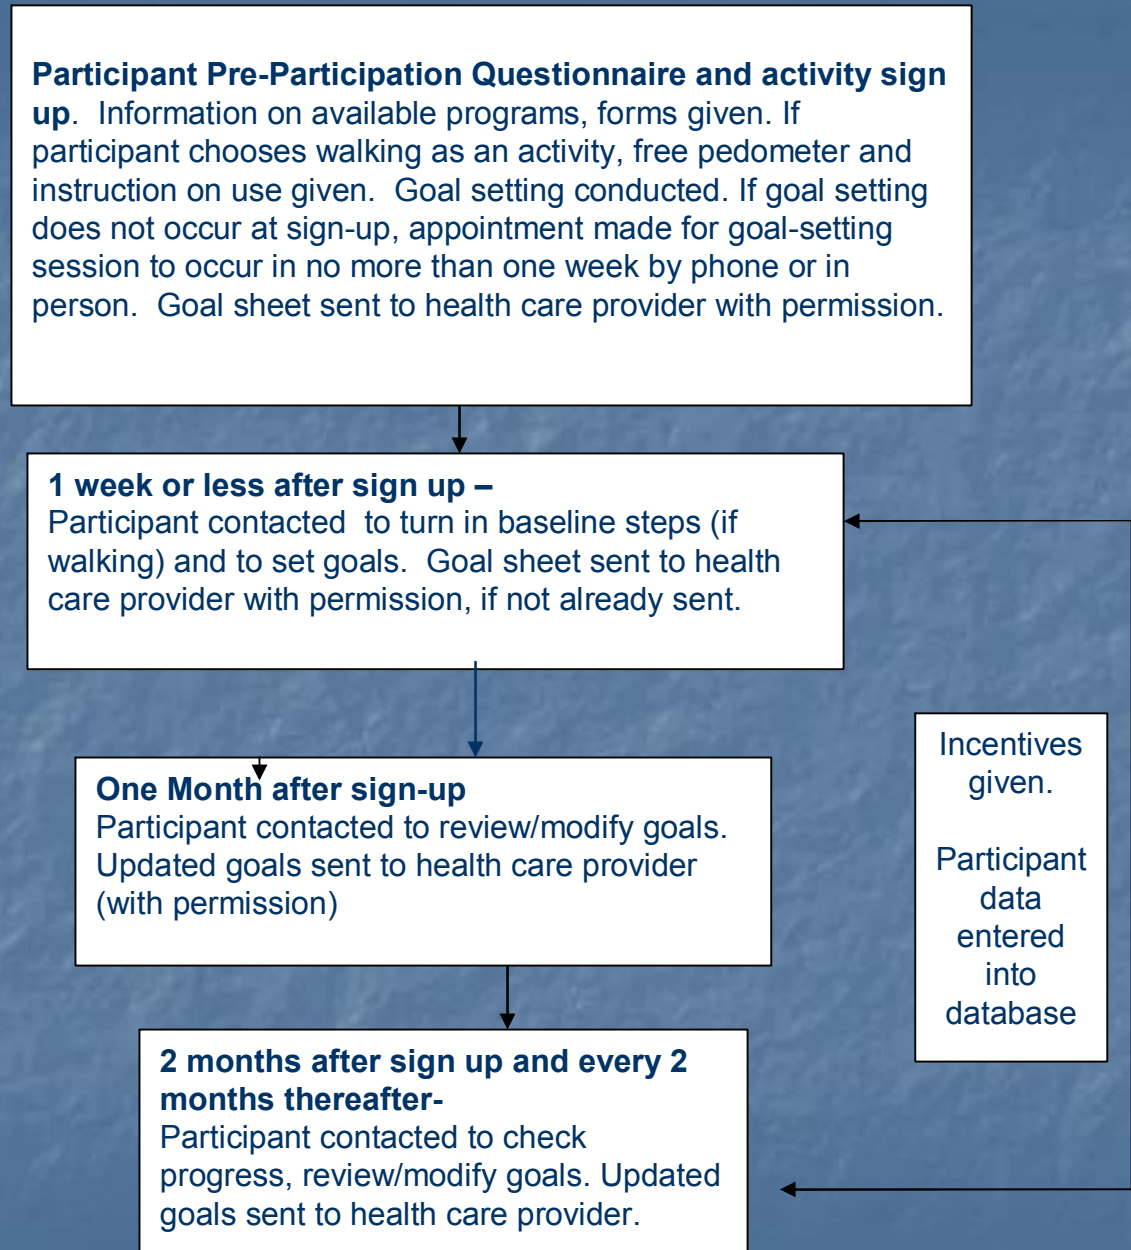 Participant Pre-Participation Questionnaire and activity sign
up. Information on available programs, forms given. If
participant chooses walking as an activity, free pedometer and
instruction on use given. Goal setting conducted. If goal setting
does not occur at sign-up, appointment made for goal-setting
session to occur in no more than one week by phone or in
person. Goal sheet sent to health care provider with permission.
1 week or less after sign up –
Participant contacted to turn in baseline steps (if
walking) and to set goals. Goal sheet sent to health
care provider with permission, if not already sent.
One Month after sign-up
Participant contacted to review/modify goals.
Updated goals sent to health care provider
(with permission)
Incentives
given.
Participant
data
entered
into
database
2 months after sign up and every 2
months thereafter-
Participant contacted to check
progress, review/modify goals. Updated
goals sent to health care provider.